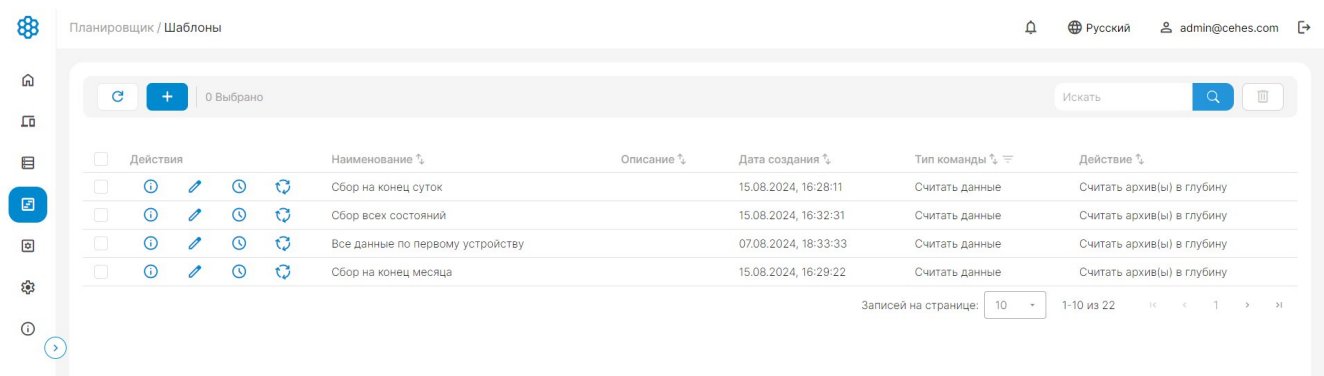 Планировщик / Шаблоны Русский admin@cehes.com
0 Выбрано Искать
Действия Наименование Описание Дата создания Тип команды Действие
Сбор на конец суток 15.08.2024, 16:28:11 Считать данные Считать архив(ы) в глубину
Сбор всех состояний 15.08.2024, 16:32:31 Считать данные Считать архив(ы) в глубину
Все данные по первому устройству 07.08.2024, 18:33:33 Считать данные Считать архив(ы) в глубину
Сбор на конец месяца 15.08.2024, 16:29:22 Считать данные Считать архив(ы) в глубину
Записей на странице: 10 1-10 из 22 1